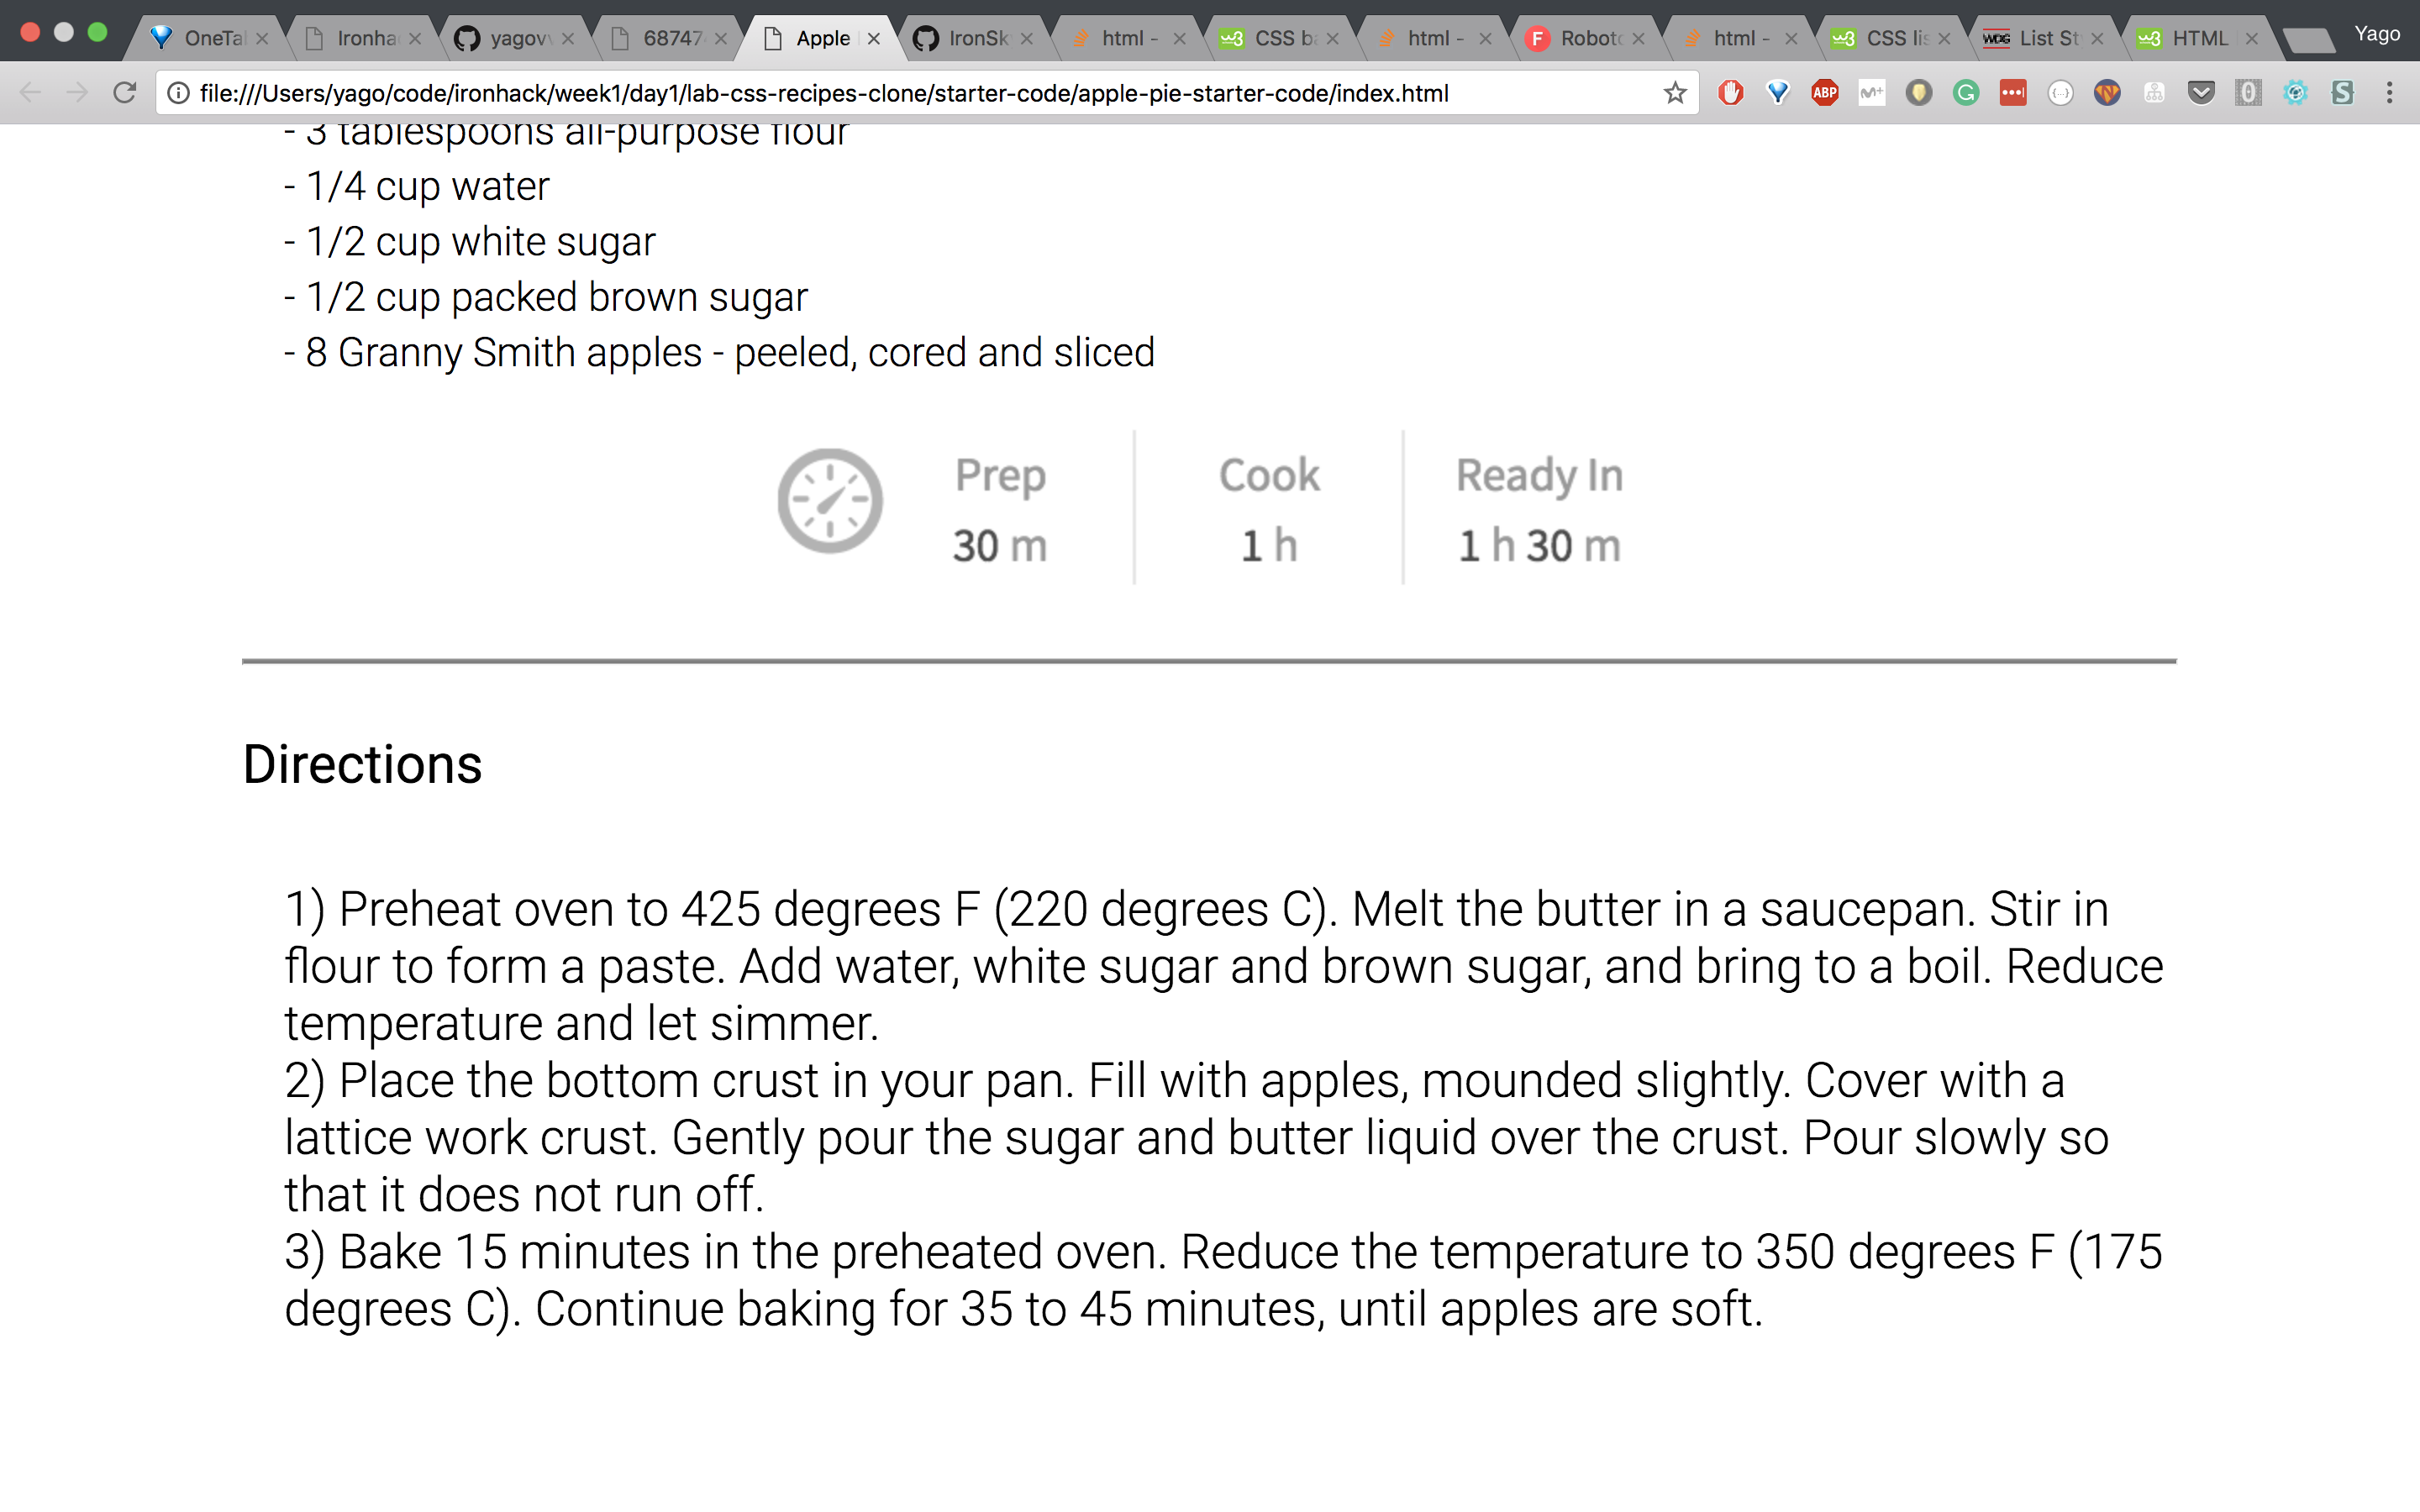 OneTa
Ironha
yagovv
68747
Apple
IronSk
html -
CSS ba
html -
Roboto
html -
CSS lis
List St
HTML
Yago
file:///Users/yago/code/ironhack/week1/day1/lab-css-recipes-clone/starter-code/apple-pie-starter-code/index.html
ABP
- 3 tablespoons all-purpose flour
- 1/4 cup water
- 1/2 cup white sugar
- 1/2 cup packed brown sugar
- 8 Granny Smith apples - peeled, cored and sliced
Prep
Cook
Ready In
30 m
1 h
1 h 30 m
Directions
1) Preheat oven to 425 degrees F (220 degrees C). Melt the butter in a saucepan. Stir in
flour to form a paste. Add water, white sugar and brown sugar, and bring to a boil. Reduce
temperature and let simmer.
2) Place the bottom crust in your pan. Fill with apples, mounded slightly. Cover with a
lattice work crust. Gently pour the sugar and butter liquid over the crust. Pour slowly so
that it does not run off.
3) Bake 15 minutes in the preheated oven. Reduce the temperature to 350 degrees F (175
degrees C). Continue baking for 35 to 45 minutes, until apples are soft.